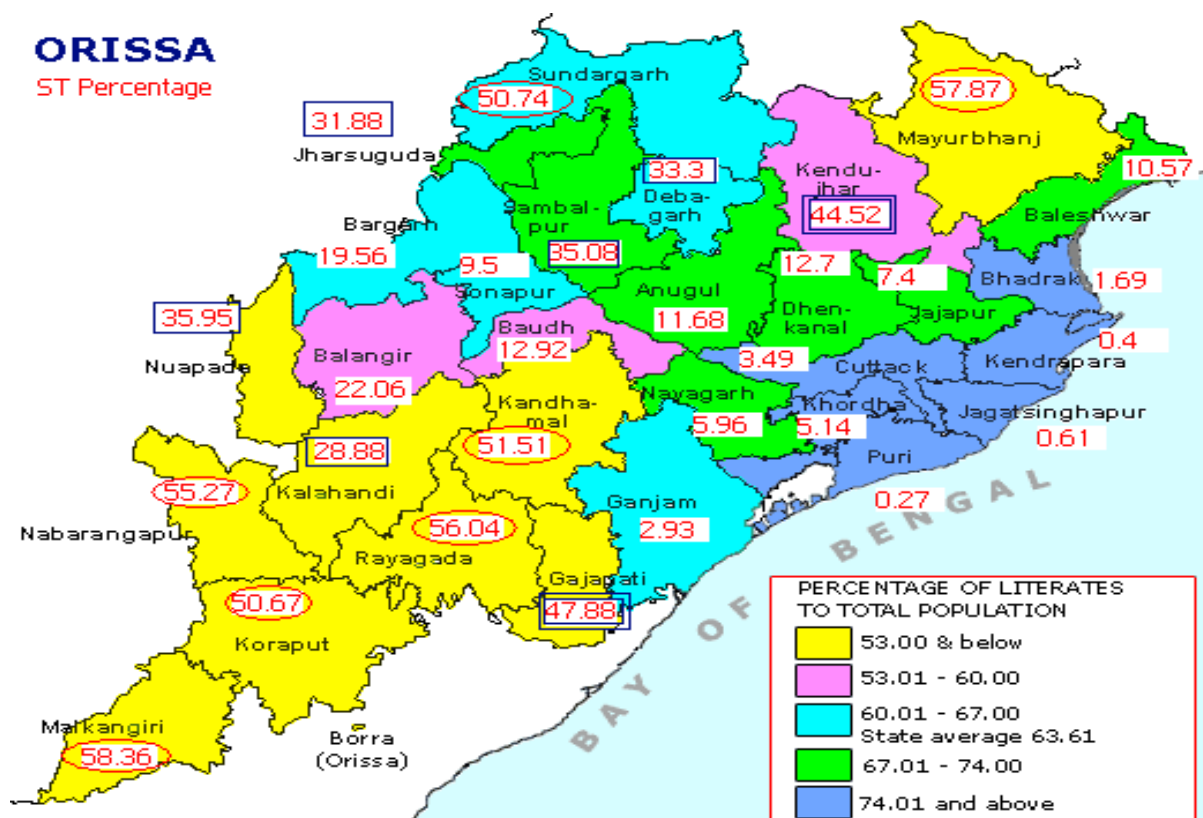 ORISSA
ST Percentage
Sundargarh
50.74
57.87
Mayurbhanj
31.88
Jharsuguda
33.3
Deba-
garh
Kendu-
jhar
44.52
10.57
Baleshwar
Bargarh
19.56
Sambal-
pur
35.08
9.5
Sonapur
12.7
7.4
Bhadrak
1.69
35.95
Nuapada
Anugul
11.68
Dhen-
kanal
Jajapur
Balangir
22.06
Baudh
12.92
3.49
Cuttack
0.4
Kendrapara
Kandha-
mal
51.51
Nayagarh
5.96
Khordha
5.14
Jagatsinghapur
0.61
28.88
Kalahandi
Puri
0.27
55.27
Nabarangapur
56.04
Rayagada
Ganjam
2.93
Gajapati
47.88
50.67
Koraput
Malkangiri
58.36
Borra
(Orissa)
BAY OF BENGAL
PERCENTAGE OF LITERATES
TO TOTAL POPULATION
53.00 & below
53.01 - 60.00
60.01 - 67.00
State average 63.61
67.01 - 74.00
74.01 and above